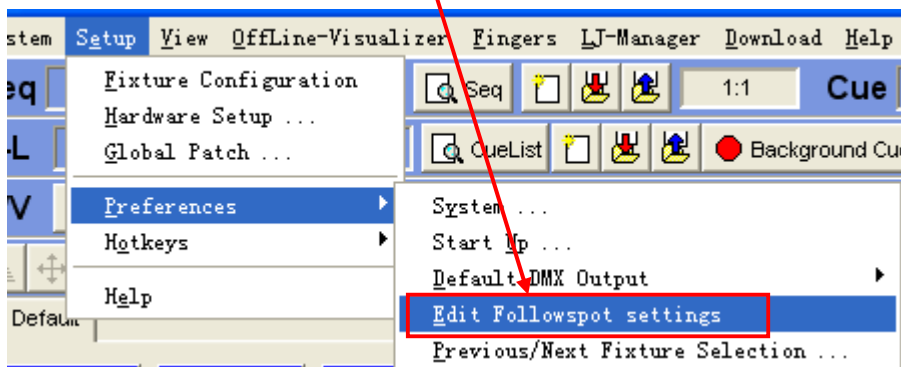 stem Setup View OffLine-Visualizer Fingers LJ-Manager Download Help
eq Seq 1:1 Cue
Fixture Configuration
Hardware Setup ...
-L CueList Background Cu
Global Patch ...
V Preferences System ...
Hotkeys Start Up ...
Default DMX Output
Help Edit Followspot settings
Default
Previous/Next Fixture Selection ...